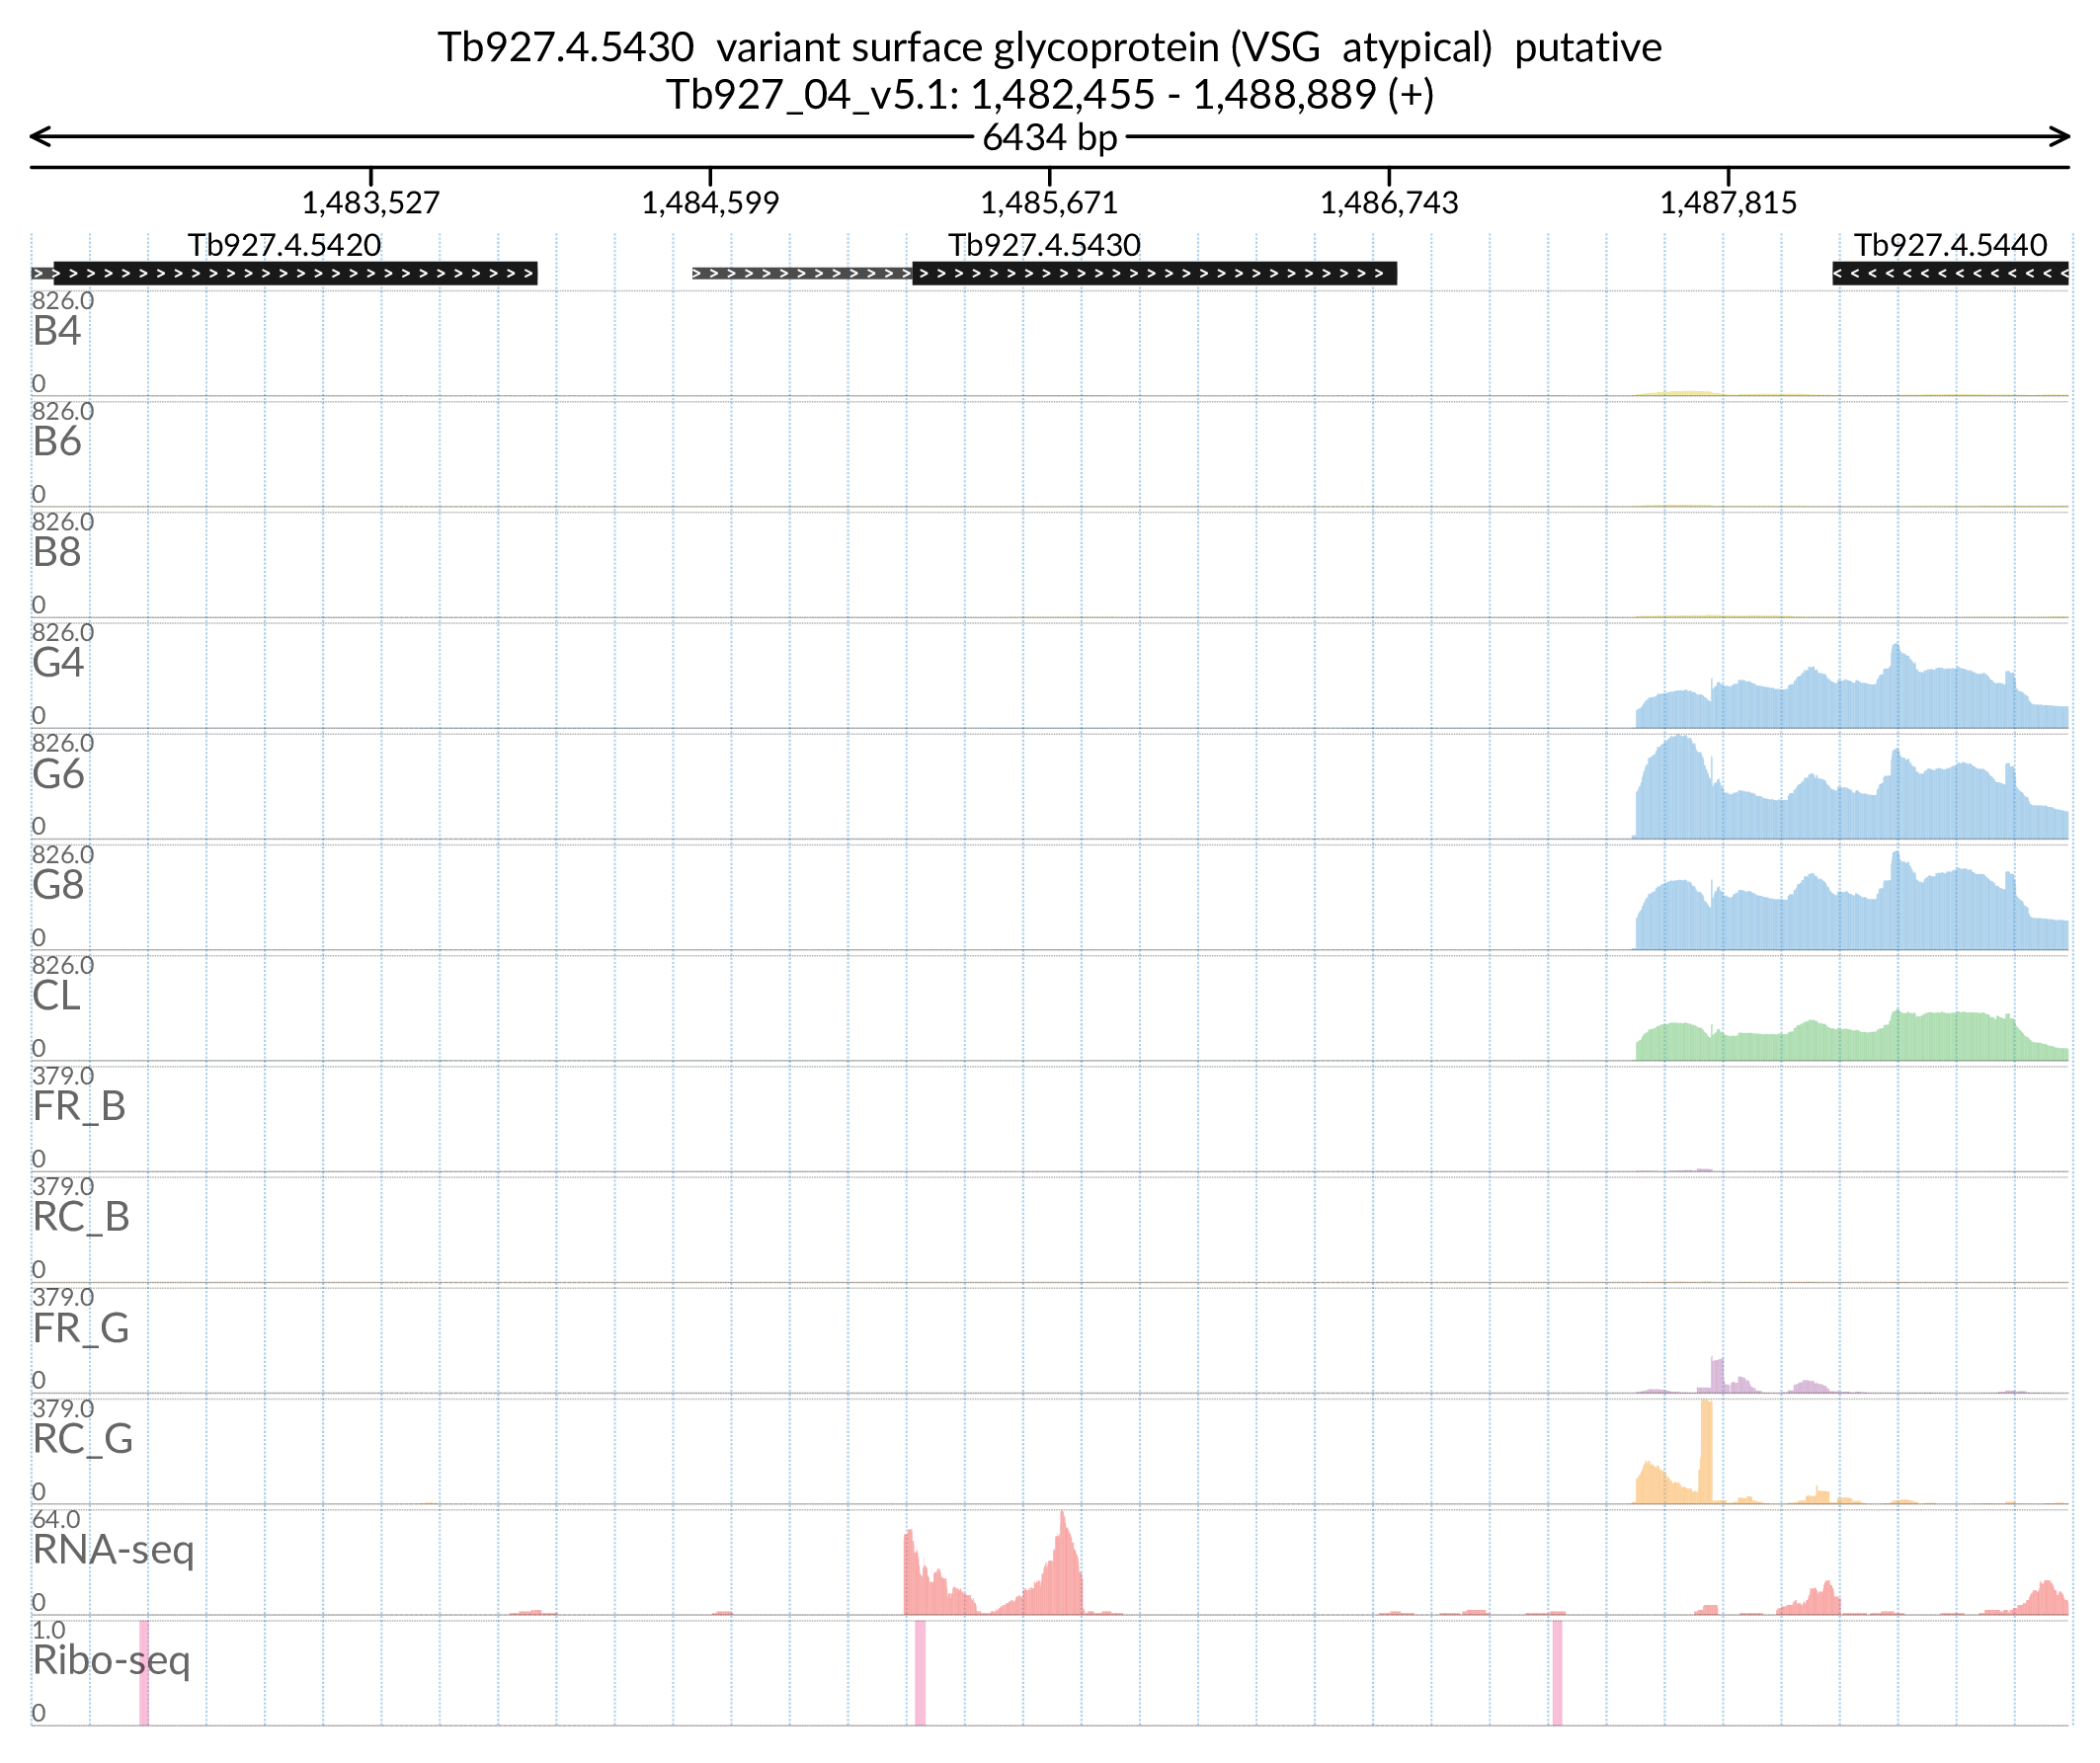 Tb927.4.5430  variant surface glycoprotein (VSG  atypical)  putative
Tb927_04_v5.1: 1,482,455 - 1,488,889 (+)
6434 bp
1,483,527 1,484,599 1,485,671 1,486,743 1,487,815
Tb927.4.5420 Tb927.4.5430 Tb927.4.5440
826.0
B4
0
826.0
B6
0
826.0
B8
0
826.0
G4
0
826.0
G6
0
826.0
G8
0
826.0
CL
0
379.0
FR_B
0
379.0
RC_B
0
379.0
FR_G
0
379.0
RC_G
0
64.0
RNA-seq
0
1.0
Ribo-seq
0